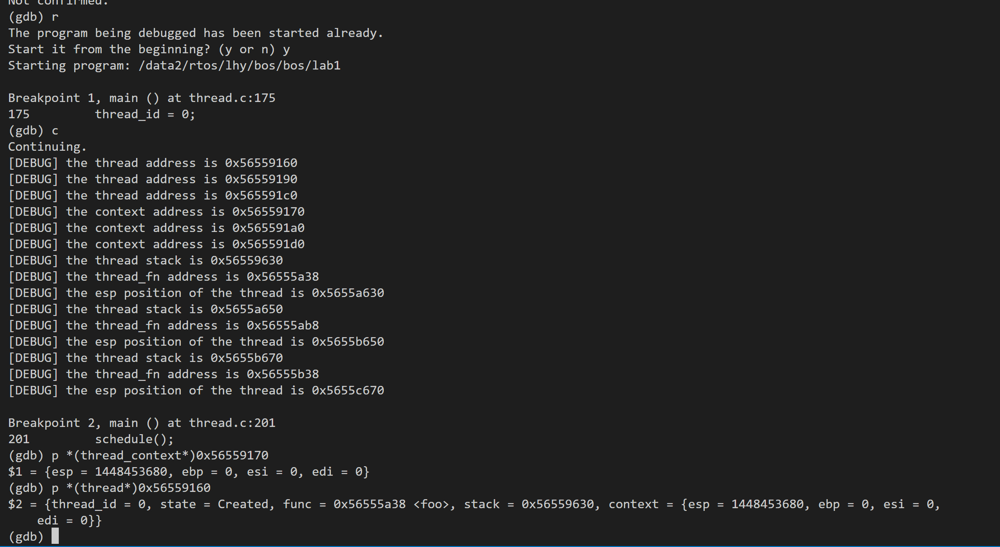 Not confirmed.
(gdb) r
The program being debugged has been started already.
Start it from the beginning? (y or n) y
Starting program: /data2/rtos/lhy/bos/bos/lab1
Breakpoint 1, main () at thread.c:175
175         thread_id = 0;
(gdb) c
Continuing.
[DEBUG] the thread address is 0x56559160
[DEBUG] the thread address is 0x56559190
[DEBUG] the thread address is 0x565591c0
[DEBUG] the context address is 0x56559170
[DEBUG] the context address is 0x565591a0
[DEBUG] the context address is 0x565591d0
[DEBUG] the thread stack is 0x56559630
[DEBUG] the thread_fn address is 0x56555a38
[DEBUG] the esp position of the thread is 0x5655a630
[DEBUG] the thread stack is 0x5655a650
[DEBUG] the thread_fn address is 0x56555ab8
[DEBUG] the esp position of the thread is 0x5655b650
[DEBUG] the thread stack is 0x5655b670
[DEBUG] the thread_fn address is 0x56555b38
[DEBUG] the esp position of the thread is 0x5655c670
Breakpoint 2, main () at thread.c:201
201         schedule();
(gdb) p *(thread_context*)0x56559170
$1 = {esp = 1448453680, ebp = 0, esi = 0, edi = 0}
(gdb) p *(thread*)0x56559160
$2 = {thread_id = 0, state = Created, func = 0x56555a38 <foo>, stack = 0x56559630, context = {esp = 1448453680, ebp = 0, esi = 0,
    edi = 0}}
(gdb)